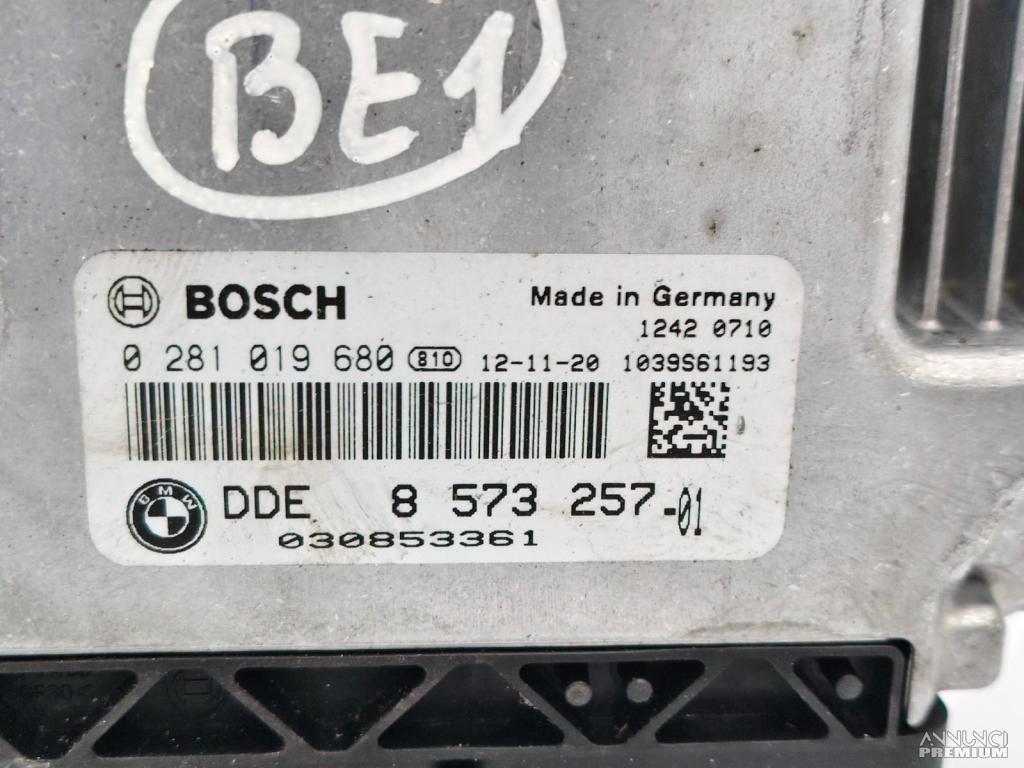 BE1
BOSCH
Made in Germany
1242 0710
0 281 019 680 810 12-11-20 1039S61193
BMW
DDE 8 573 257-01
030853361
ANNUNCI
PREMIUM